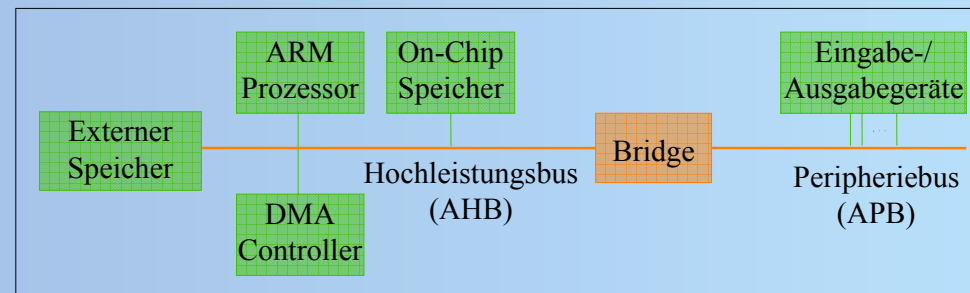 ARM
Prozessor
On-Chip
Speicher
Eingabe-/
Ausgabegeräte
. . .
Externer
Speicher
Bridge
Hochleistungsbus
(AHB)
Peripheriebus
(APB)
DMA
Controller